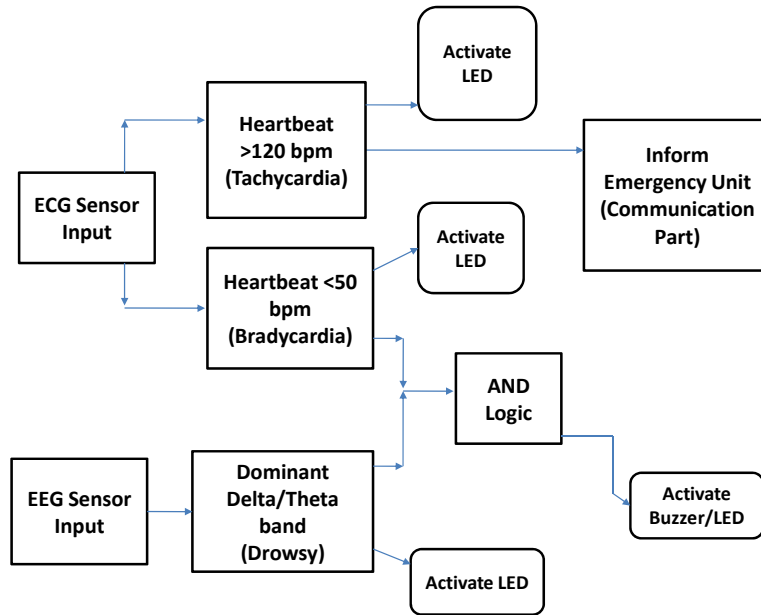 Activate
LED
Heartbeat
>120 bpm
(Tachycardia)
Inform
Emergency Unit
(Communication
Part)
ECG Sensor
Input
Activate
LED
Heartbeat <50
bpm
(Bradycardia)
AND
Logic
EEG Sensor
Input
Dominant
Delta/Theta
band
(Drowsy)
Activate
Buzzer/LED
Activate LED